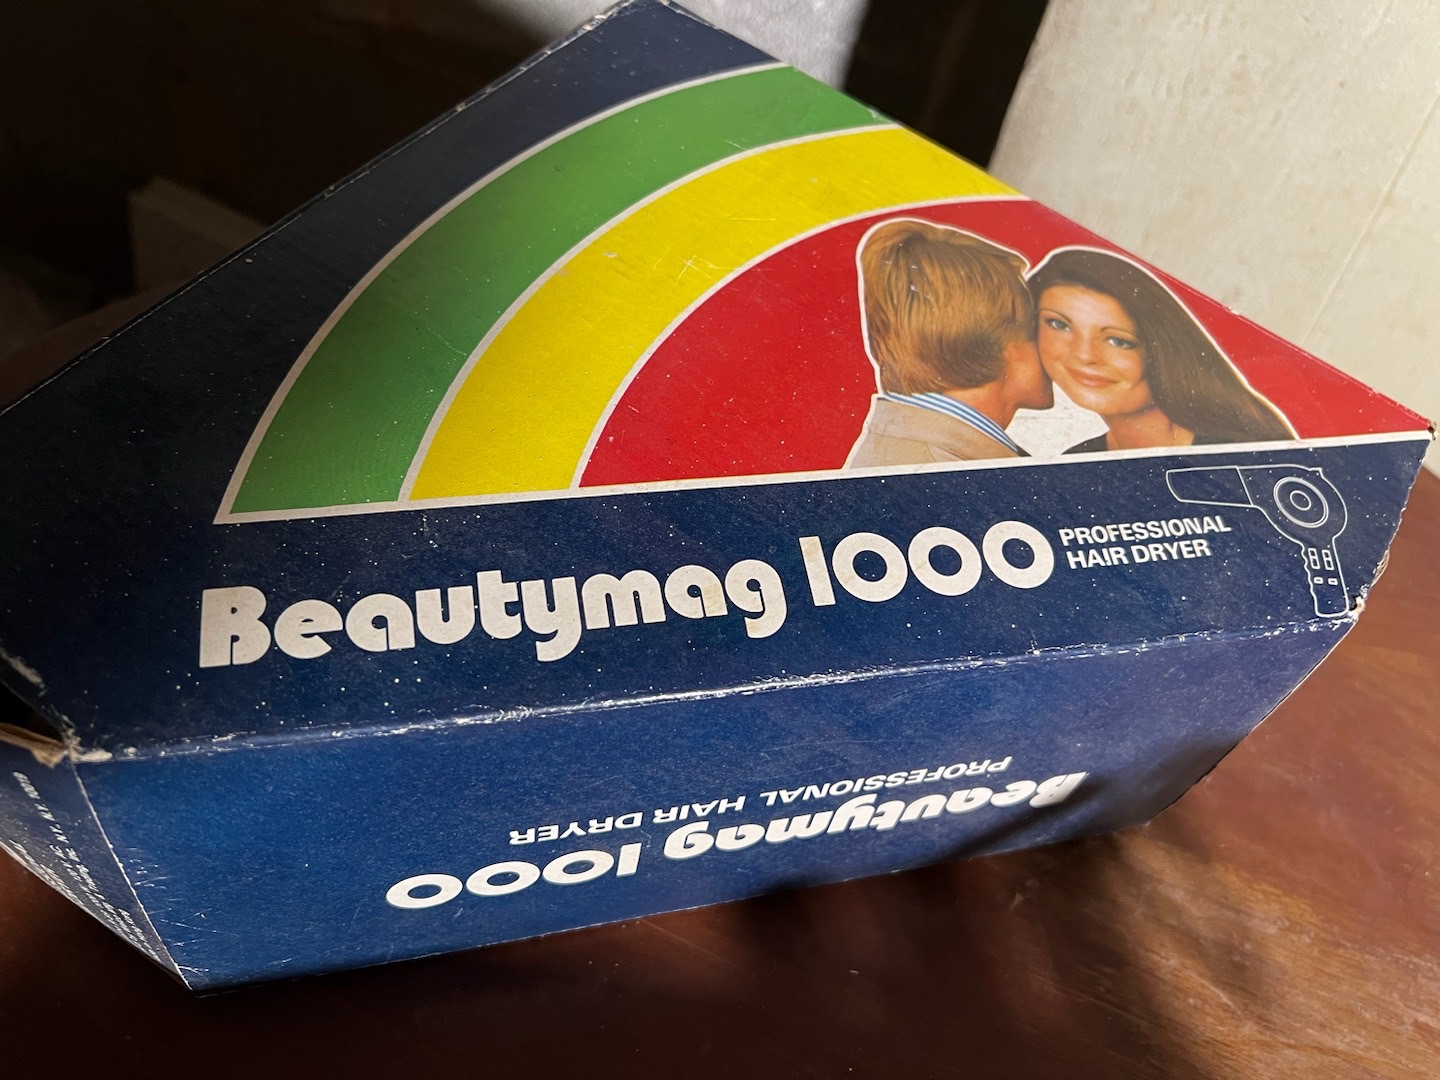 Beautymag 1000
PROFESSIONAL
HAIR DRYER
Beautymag 1000
PROFESSIONAL HAIR DRYER